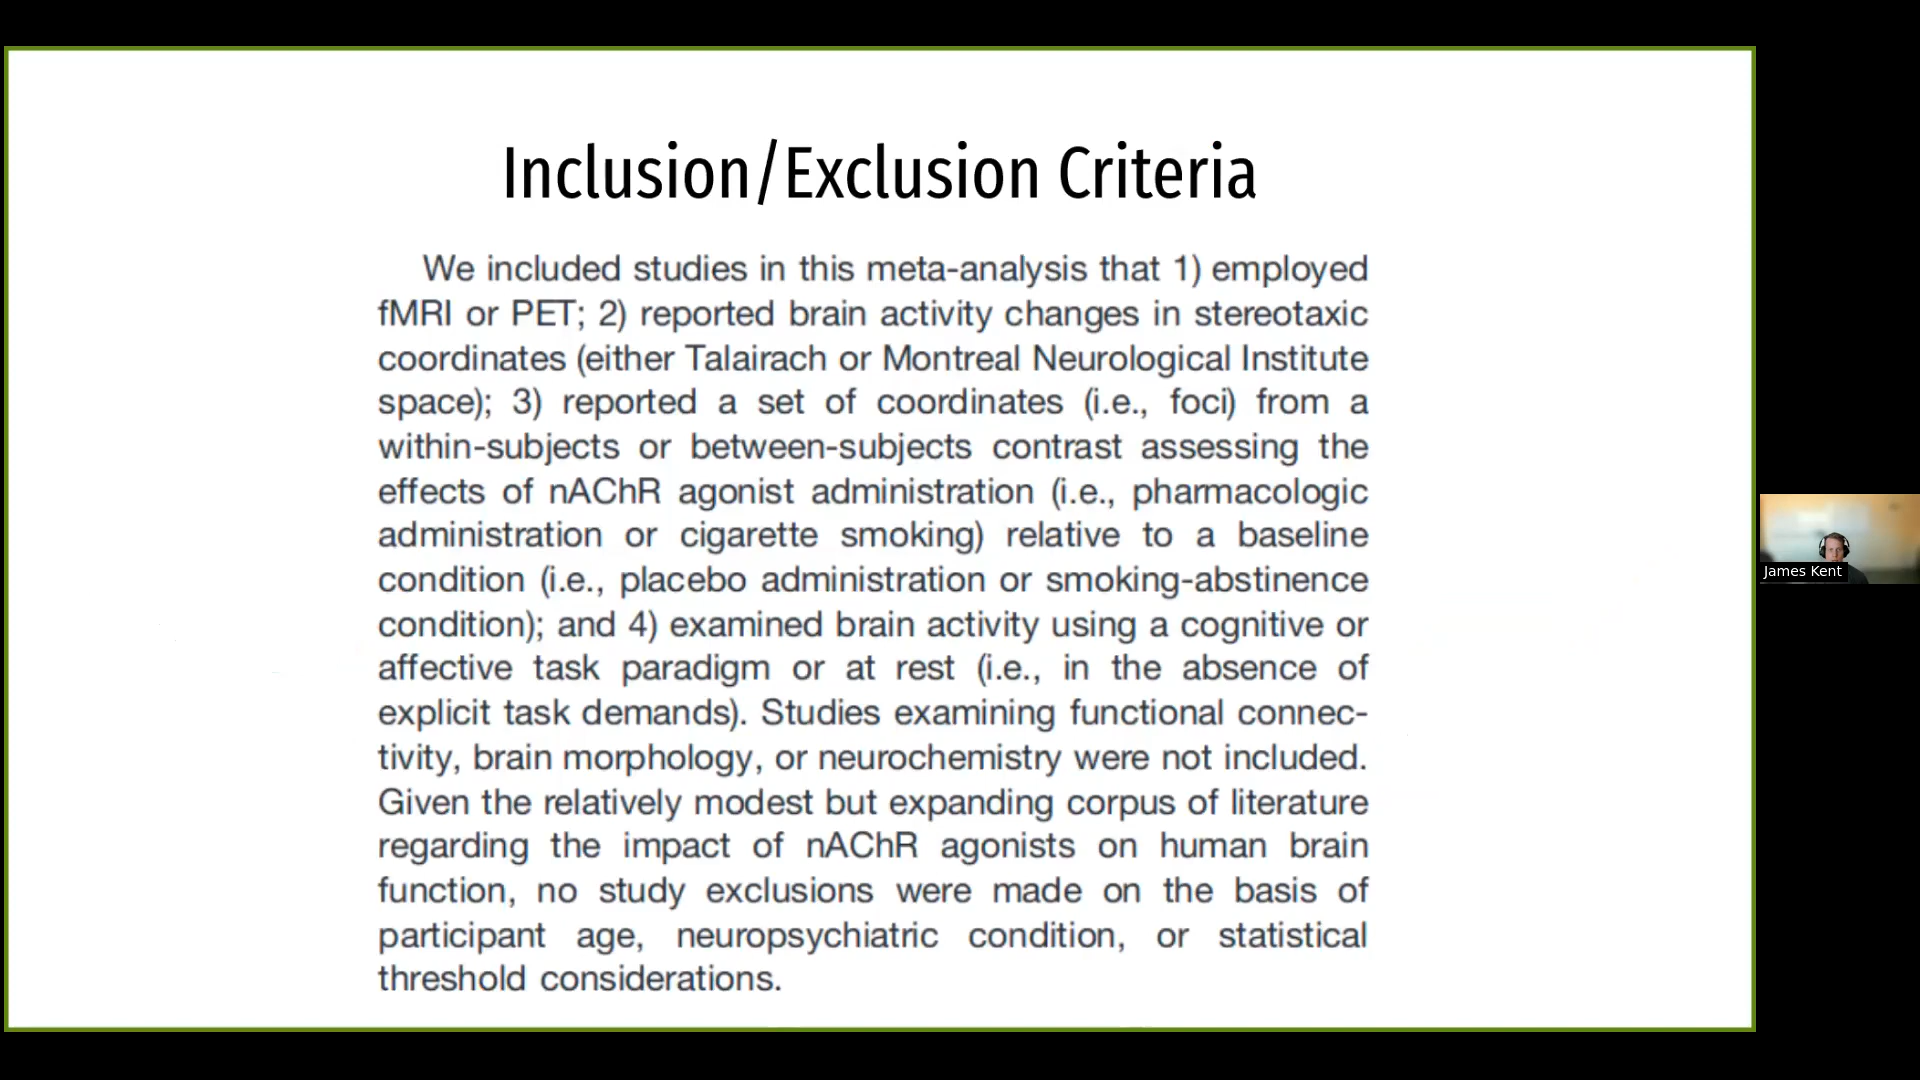 Inclusion/Exclusion Criteria
We included studies in this meta-analysis that 1) employed
fMRI or PET; 2) reported brain activity changes in stereotaxic
coordinates (either Talairach or Montreal Neurological Institute
space); 3) reported a set of coordinates (i.e., foci) from a
within-subjects or between-subjects contrast assessing the
effects of nAChR agonist administration (i.e., pharmacologic
administration or cigarette smoking) relative to a baseline
condition (i.e., placebo administration or smoking-abstinence
condition); and 4) examined brain activity using a cognitive or
affective task paradigm or at rest (i.e., in the absence of
explicit task demands). Studies examining functional connec-
tivity, brain morphology, or neurochemistry were not included.
Given the relatively modest but expanding corpus of literature
regarding the impact of nAChR agonists on human brain
function, no study exclusions were made on the basis of
participant age, neuropsychiatric condition, or statistical
threshold considerations.
James Kent